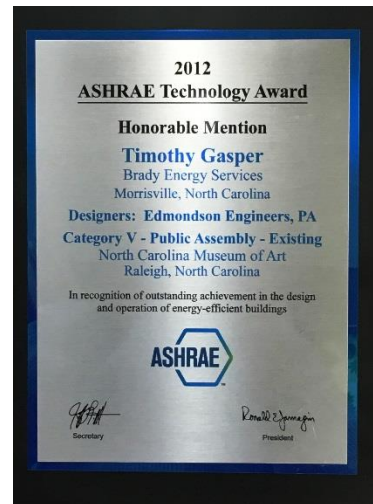 2012
ASHRAE Technology Award
Honorable Mention
Timothy Gasper
Brady Energy Services
Morrisville, North Carolina
Designers: Edmondson Engineers, PA
Category V - Public Assembly - Existing
North Carolina Museum of Art
Raleigh, North Carolina
In recognition of outstanding achievement in the design
and operation of energy-efficient buildings
ASHRAE
Ronald E Jarnagin
Secretary
President